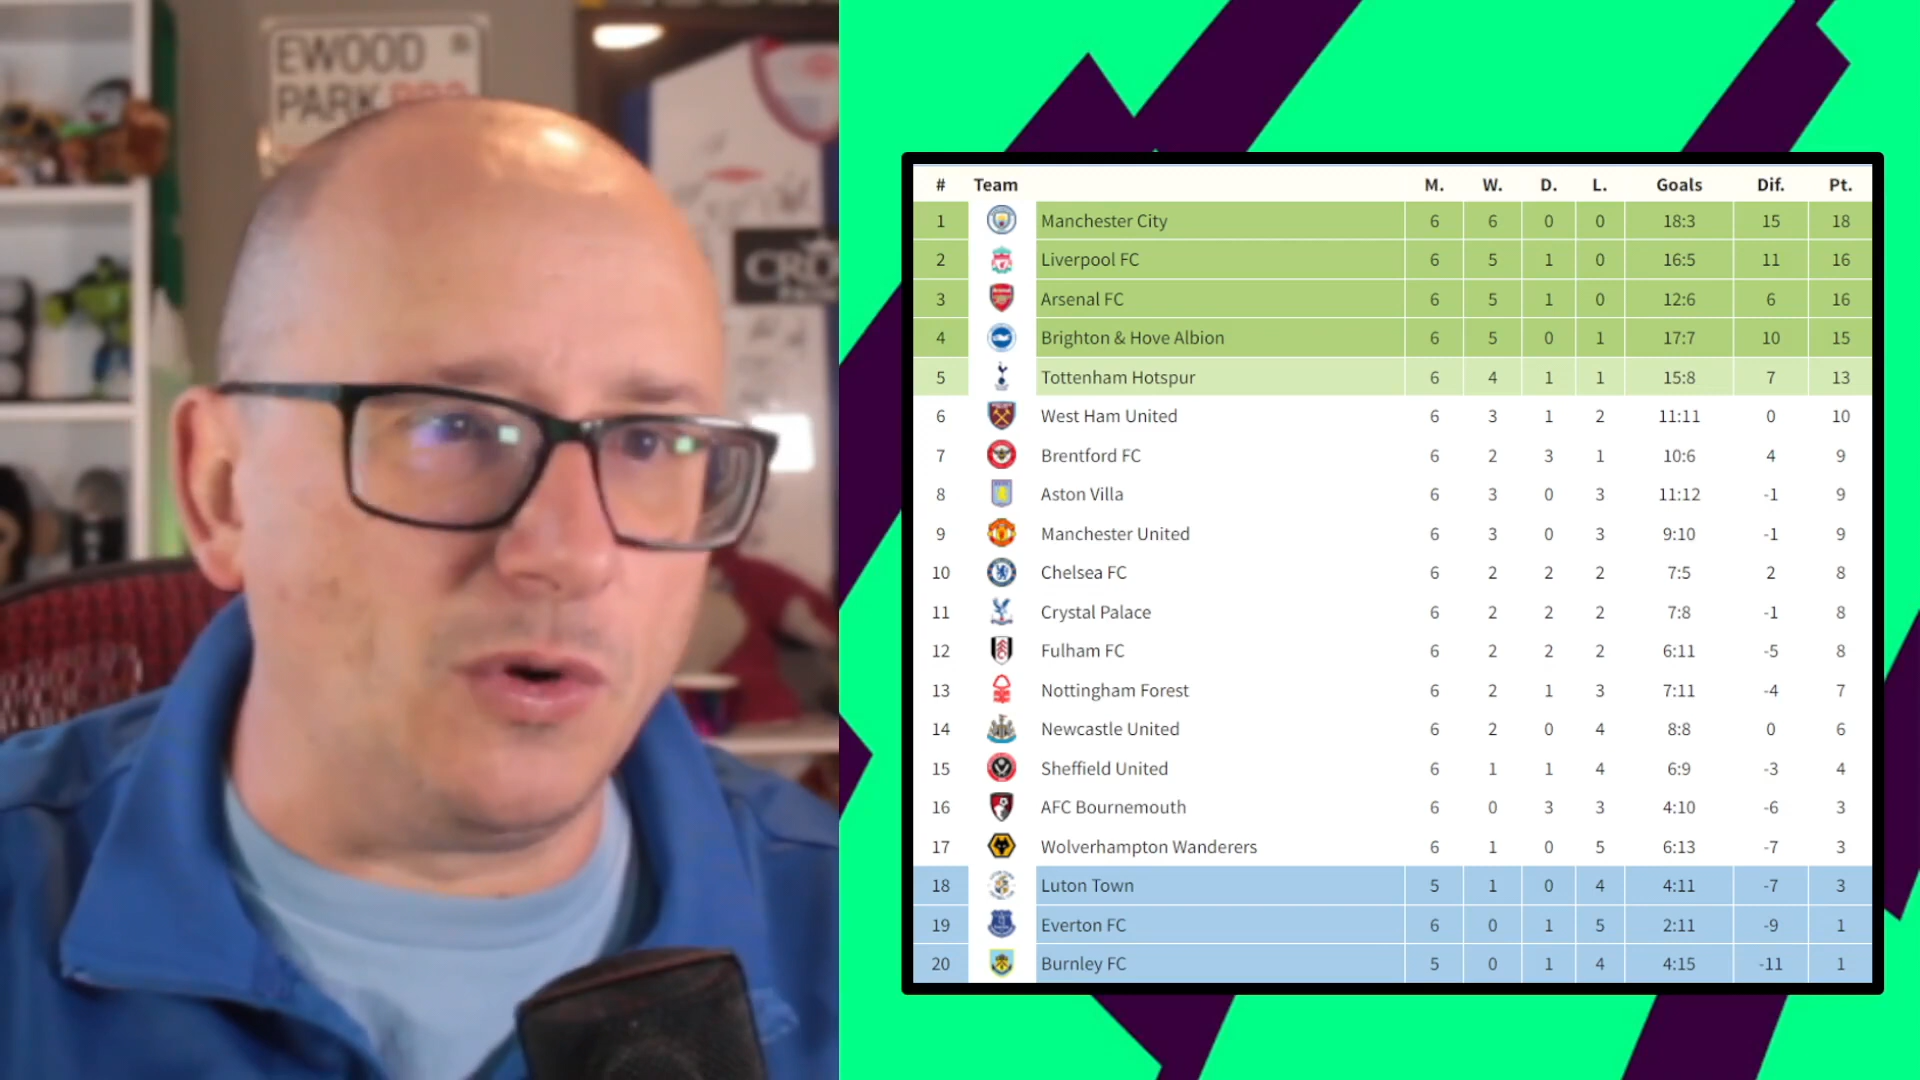 EWOOD
PARK
CRO
# Team M. W. D. L. Goals Dif. Pt.
1 Manchester City 6 6 0 0 18:3 15 18
2 Liverpool FC 6 5 1 0 16:5 11 16
3 Arsenal FC 6 5 1 0 12:6 6 16
4 Brighton & Hove Albion 6 5 0 1 17:7 10 15
5 Tottenham Hotspur 6 4 1 1 15:8 7 13
6 West Ham United 6 3 1 2 11:11 0 10
7 Brentford FC 6 2 3 1 10:6 4 9
8 Aston Villa 6 3 0 3 11:12 -1 9
9 Manchester United 6 3 0 3 9:10 -1 9
10 Chelsea FC 6 2 2 2 7:5 2 8
11 Crystal Palace 6 2 2 2 7:8 -1 8
12 Fulham FC 6 2 2 2 6:11 -5 8
13 Nottingham Forest 6 2 1 3 7:11 -4 7
14 Newcastle United 6 2 0 4 8:8 0 6
15 Sheffield United 6 1 1 4 6:9 -3 4
16 AFC Bournemouth 6 0 3 3 4:10 -6 3
17 Wolverhampton Wanderers 6 1 0 5 6:13 -7 3
18 Luton Town 5 1 0 4 4:11 -7 3
19 Everton FC 6 0 1 5 2:11 -9 1
20 Burnley FC 5 0 1 4 4:15 -11 1